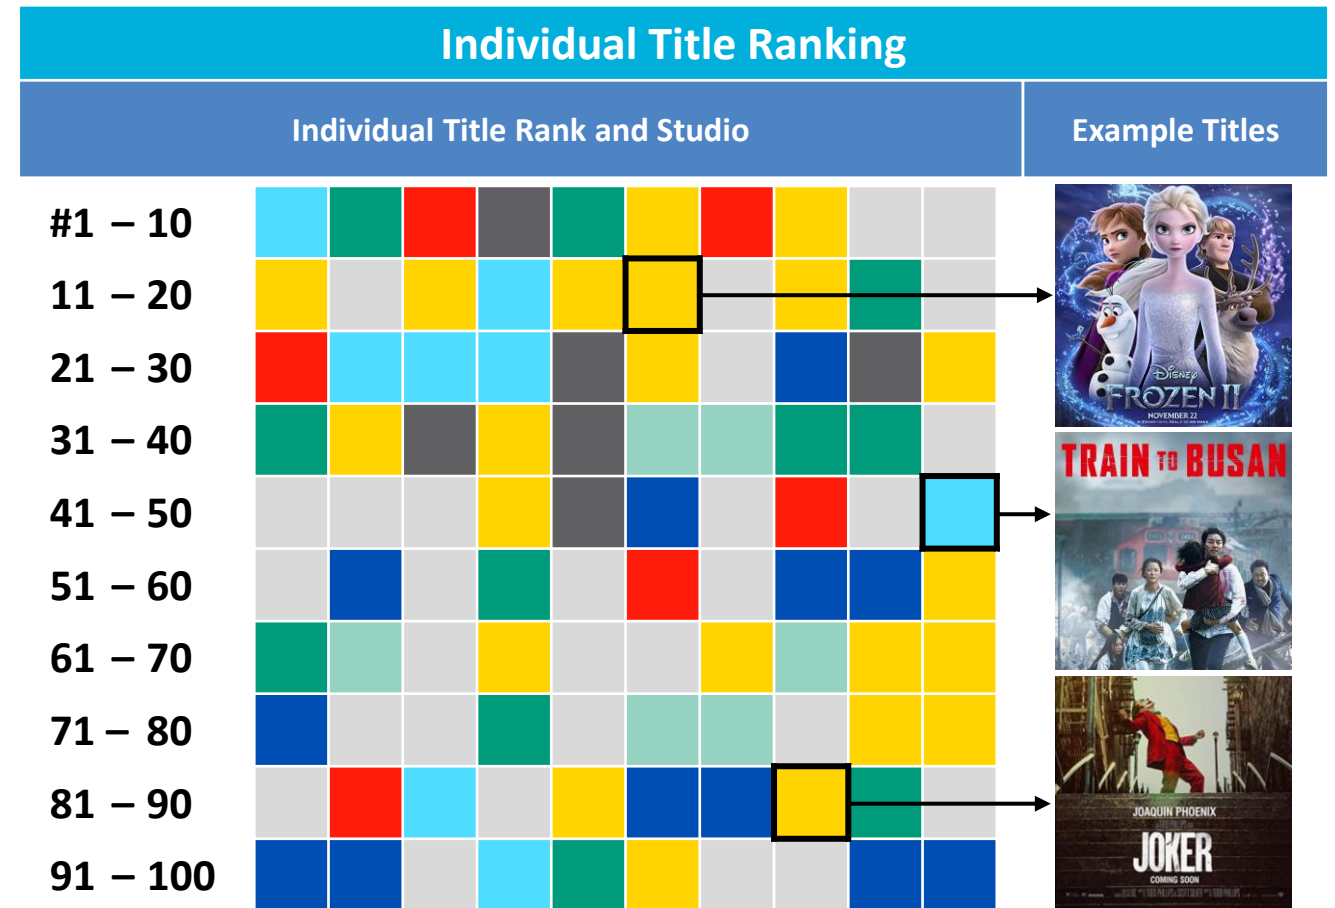 Individual Title Ranking
Individual Title Rank and Studio
Example Titles
#1 – 10
11 – 20
21 – 30
31 – 40
41 – 50
51 – 60
61 – 70
71 – 80
81 – 90
91 – 100
Disney
FROZEN II
NOVEMBER 22
TRAIN TO BUSAN
JOAQUIN PHOENIX
JOKER
COMING SOON